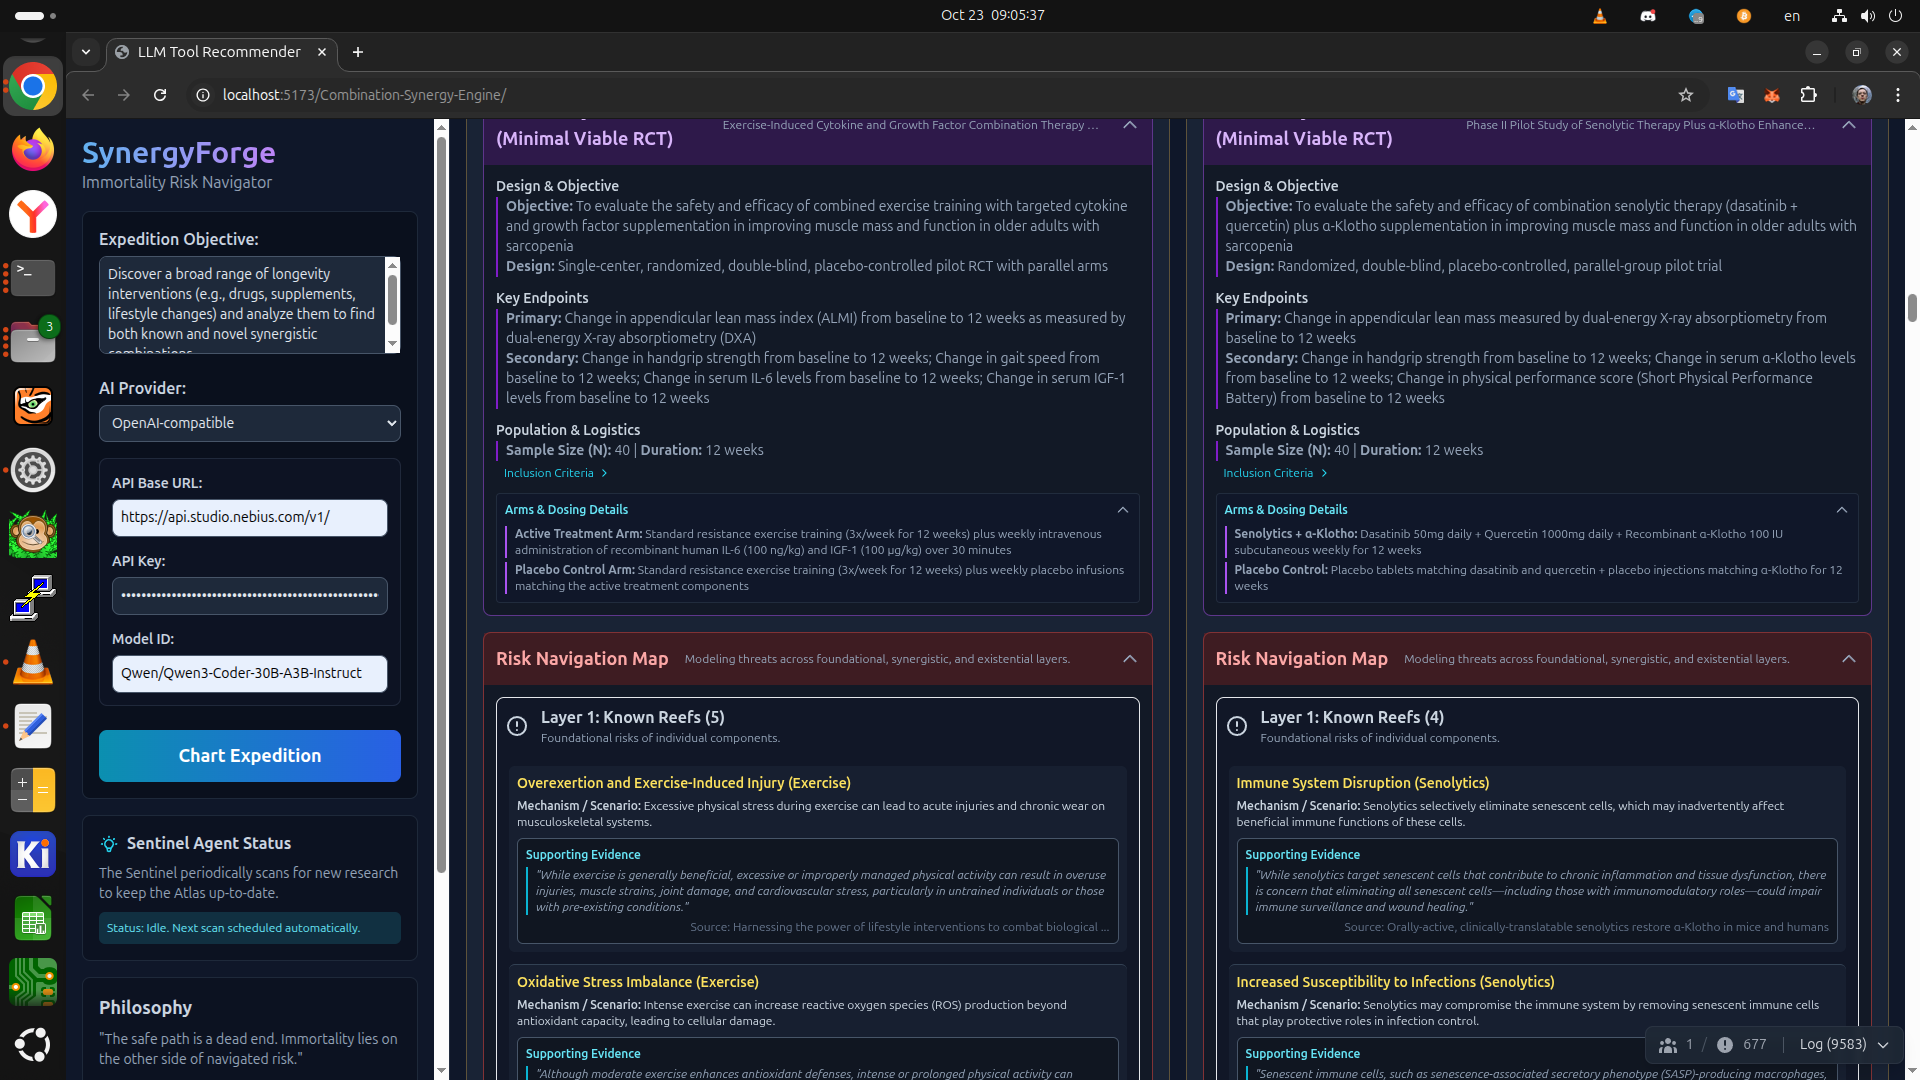 Oct 23  09:05:37
en
LLM Tool Recommender
localhost:5173/Combination-Synergy-Engine/
3
SynergyForge
Immortality Risk Navigator
Expedition Objective:
Discover a broad range of longevity
interventions (e.g., drugs, supplements,
lifestyle changes) and analyze them to find
both known and novel synergistic
combinations
AI Provider:
OpenAI-compatible
API Base URL:
https://api.studio.nebius.com/v1/
API Key:
Model ID:
Qwen/Qwen3-Coder-30B-A3B-Instruct
Chart Expedition
Sentinel Agent Status
The Sentinel periodically scans for new research
to keep the Atlas up-to-date.
Status: Idle. Next scan scheduled automatically.
Philosophy
"The safe path is a dead end. Immortality lies on
the other side of navigated risk."
(Minimal Viable RCT)
Exercise-Induced Cytokine and Growth Factor Combination Therapy ...
Design & Objective
Objective: To evaluate the safety and efficacy of combined exercise training with targeted cytokine
and growth factor supplementation in improving muscle mass and function in older adults with
sarcopenia
Design: Single-center, randomized, double-blind, placebo-controlled pilot RCT with parallel arms
Key Endpoints
Primary: Change in appendicular lean mass index (ALMI) from baseline to 12 weeks as measured by
dual-energy X-ray absorptiometry (DXA)
Secondary: Change in handgrip strength from baseline to 12 weeks; Change in gait speed from
baseline to 12 weeks; Change in serum IL-6 levels from baseline to 12 weeks; Change in serum IGF-1
levels from baseline to 12 weeks
Population & Logistics
Sample Size (N): 40 | Duration: 12 weeks
Inclusion Criteria
Arms & Dosing Details
Active Treatment Arm: Standard resistance exercise training (3x/week for 12 weeks) plus weekly intravenous
administration of recombinant human IL-6 (100 ng/kg) and IGF-1 (100 μg/kg) over 30 minutes
Placebo Control Arm: Standard resistance exercise training (3x/week for 12 weeks) plus weekly placebo infusions
matching the active treatment components
Risk Navigation Map
Modeling threats across foundational, synergistic, and existential layers.
Layer 1: Known Reefs (5)
Foundational risks of individual components.
Overexertion and Exercise-Induced Injury (Exercise)
Mechanism / Scenario: Excessive physical stress during exercise can lead to acute injuries and chronic wear on
musculoskeletal systems.
Supporting Evidence
"While exercise is generally beneficial, excessive or improperly managed physical activity can result in overuse
injuries, muscle strains, joint damage, and cardiovascular stress, particularly in untrained individuals or those
with pre-existing conditions."
Source: Harnessing the power of lifestyle interventions to combat biological ...
Oxidative Stress Imbalance (Exercise)
Mechanism / Scenario: Intense exercise can increase reactive oxygen species (ROS) production beyond
antioxidant capacity, leading to cellular damage.
Supporting Evidence
"Although moderate exercise enhances antioxidant defenses, intense or prolonged physical activity can
(Minimal Viable RCT)
Phase II Pilot Study of Senolytic Therapy Plus α-Klotho Enhance...
Design & Objective
Objective: To evaluate the safety and efficacy of combination senolytic therapy (dasatinib +
quercetin) plus α-Klotho supplementation in improving muscle mass and function in older adults with
sarcopenia
Design: Randomized, double-blind, placebo-controlled, parallel-group pilot trial
Key Endpoints
Primary: Change in appendicular lean mass measured by dual-energy X-ray absorptiometry from
baseline to 12 weeks
Secondary: Change in handgrip strength from baseline to 12 weeks; Change in serum α-Klotho levels
from baseline to 12 weeks; Change in physical performance score (Short Physical Performance
Battery) from baseline to 12 weeks
Population & Logistics
Sample Size (N): 40 | Duration: 12 weeks
Inclusion Criteria
Arms & Dosing Details
Senolytics + α-Klotho: Dasatinib 50mg daily + Quercetin 1000mg daily + Recombinant α-Klotho 100 IU
subcutaneous weekly for 12 weeks
Placebo Control: Placebo tablets matching dasatinib and quercetin + placebo injections matching α-Klotho for 12
weeks
Risk Navigation Map
Modeling threats across foundational, synergistic, and existential layers.
Layer 1: Known Reefs (4)
Foundational risks of individual components.
Immune System Disruption (Senolytics)
Mechanism / Scenario: Senolytics selectively eliminate senescent cells, which may inadvertently affect
beneficial immune functions of these cells.
Supporting Evidence
"While senolytics target senescent cells that contribute to chronic inflammation and tissue dysfunction, there
is concern that eliminating all senescent cells—including those with immunomodulatory roles—could impair
immune surveillance and wound healing."
Source: Orally-active, clinically-translatable senolytics restore α-Klotho in mice and humans
Increased Susceptibility to Infections (Senolytics)
Mechanism / Scenario: Senolytics may compromise the immune system by removing senescent immune cells
that play protective roles in infection control.
Supporting Evidence
"Senescent immune cells, such as senescence-associated secretory phenotype (SASP)-producing macrophages,
1 / 677 Log (9583)